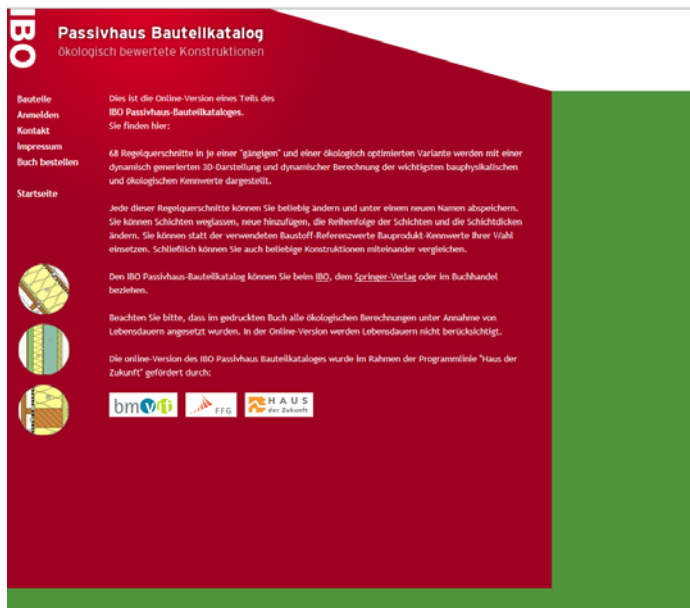 IBO
Passivhaus Bauteilkatalog
ökologisch bewertete Konstruktionen
Bauteile
Anmelden
Kontakt
Impressum
Buch bestellen
Startseite
Dies ist die Online-Version eines Teils des
IBO Passivhaus-Bauteilkataloges.
Sie finden hier:
68 Regelquerschnitte in je einer "gängigen" und einer ökologisch optimierten Variante werden mit einer
dynamisch generierten 3D-Darstellung und dynamischer Berechnung der wichtigsten bauphysikalischen
und ökologischen Kennwerte dargestellt.
Jede dieser Regelquerschnitte können Sie beliebig ändern und unter einem neuen Namen abspeichern.
Sie können Schichten weglassen, neue hinzufügen, die Reihenfolge der Schichten und die Schichtdicken
ändern. Sie können statt der verwendeten Baustoff-Referenzwerte Bauprodukt-Kennwerte Ihrer Wahl
einsetzen. Schließlich können Sie auch beliebige Konstruktionen miteinander vergleichen.
Den IBO Passivhaus-Bauteilkatalog können Sie beim IBO, dem Springer-Verlag oder im Buchhandel
beziehen.
Beachten Sie bitte, dass im gedruckten Buch alle ökologischen Berechnungen unter Annahme von
Lebensdauern angesetzt wurden. In der Online-Version werden Lebensdauern nicht berücksichtigt.
Die online-Version des IBO Passivhaus Bauteilkataloges wurde im Rahmen der Programmlinie "Haus der
Zukunft" gefördert durch:
bmvit
FFG
HAUS
der Zukunft